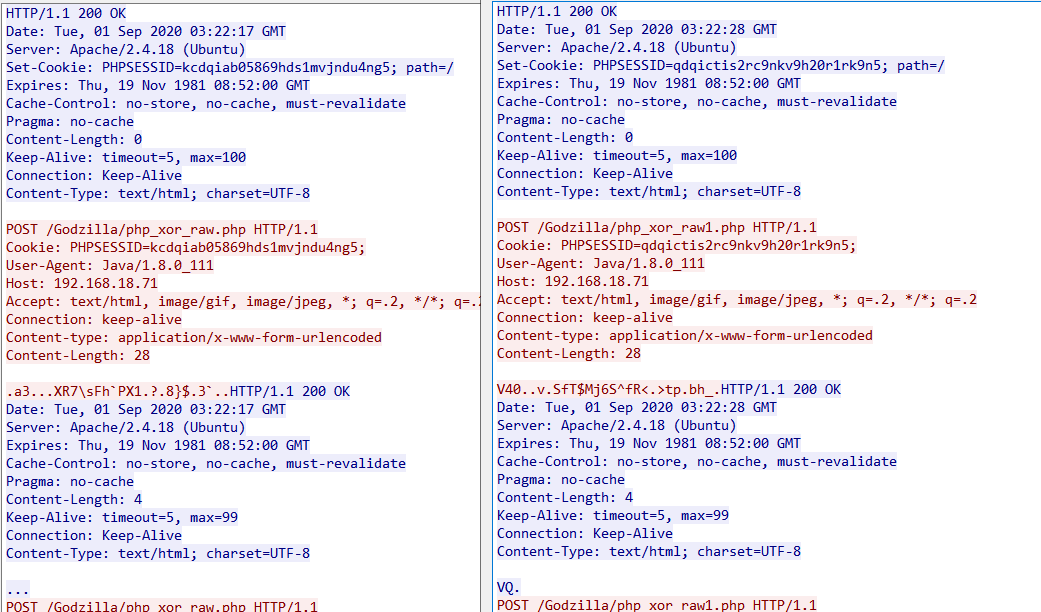 HTTP/1.1 200 OK
Date: Tue, 01 Sep 2020 03:22:17 GMT
Server: Apache/2.4.18 (Ubuntu)
Set-Cookie: PHPSESSID=kcdqiab05869hds1mvjndu4ng5; path=/
Expires: Thu, 19 Nov 1981 08:52:00 GMT
Cache-Control: no-store, no-cache, must-revalidate
Pragma: no-cache
Content-Length: 0
Keep-Alive: timeout=5, max=100
Connection: Keep-Alive
Content-Type: text/html; charset=UTF-8
POST /Godzilla/php_xor_raw.php HTTP/1.1
Cookie: PHPSESSID=kcdqiab05869hds1mvjndu4ng5;
User-Agent: Java/1.8.0_111
Host: 192.168.18.71
Accept: text/html, image/gif, image/jpeg, *; q=.2, */*; q=.2
Connection: keep-alive
Content-type: application/x-www-form-urlencoded
Content-Length: 28
.a3...XR7\sFh`PX1.?.8}$.3`..HTTP/1.1 200 OK
Date: Tue, 01 Sep 2020 03:22:17 GMT
Server: Apache/2.4.18 (Ubuntu)
Expires: Thu, 19 Nov 1981 08:52:00 GMT
Cache-Control: no-store, no-cache, must-revalidate
Pragma: no-cache
Content-Length: 4
Keep-Alive: timeout=5, max=99
Connection: Keep-Alive
Content-Type: text/html; charset=UTF-8
...
POST /Godzilla/php_xor_raw.php HTTP/1.1
HTTP/1.1 200 OK
Date: Tue, 01 Sep 2020 03:22:28 GMT
Server: Apache/2.4.18 (Ubuntu)
Set-Cookie: PHPSESSID=qdqictis2rc9nkv9h20r1rk9n5; path=/
Expires: Thu, 19 Nov 1981 08:52:00 GMT
Cache-Control: no-store, no-cache, must-revalidate
Pragma: no-cache
Content-Length: 0
Keep-Alive: timeout=5, max=100
Connection: Keep-Alive
Content-Type: text/html; charset=UTF-8
POST /Godzilla/php_xor_raw1.php HTTP/1.1
Cookie: PHPSESSID=qdqictis2rc9nkv9h20r1rk9n5;
User-Agent: Java/1.8.0_111
Host: 192.168.18.71
Accept: text/html, image/gif, image/jpeg, *; q=.2, */*; q=.2
Connection: keep-alive
Content-type: application/x-www-form-urlencoded
Content-Length: 28
V40..v.SfT$Mj6S^fR<.>tp.bh_.HTTP/1.1 200 OK
Date: Tue, 01 Sep 2020 03:22:28 GMT
Server: Apache/2.4.18 (Ubuntu)
Expires: Thu, 19 Nov 1981 08:52:00 GMT
Cache-Control: no-store, no-cache, must-revalidate
Pragma: no-cache
Content-Length: 4
Keep-Alive: timeout=5, max=99
Connection: Keep-Alive
Content-Type: text/html; charset=UTF-8
VQ.
POST /Godzilla/php_xor_raw1.php HTTP/1.1